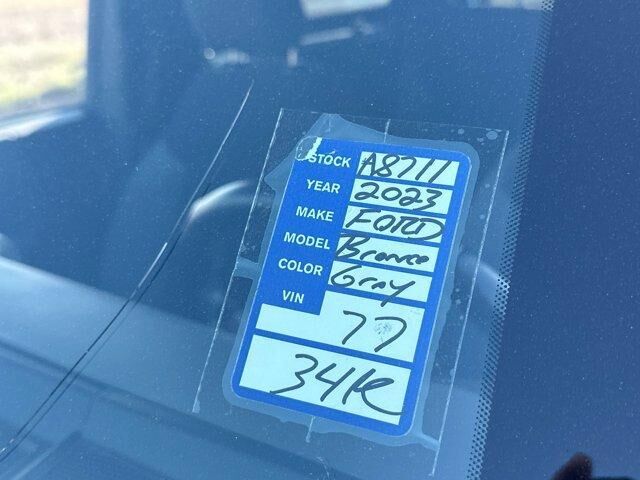 STOCK A8711
YEAR 2023
MAKE FORD
MODEL Bronco
COLOR Gray
VIN 77
34K